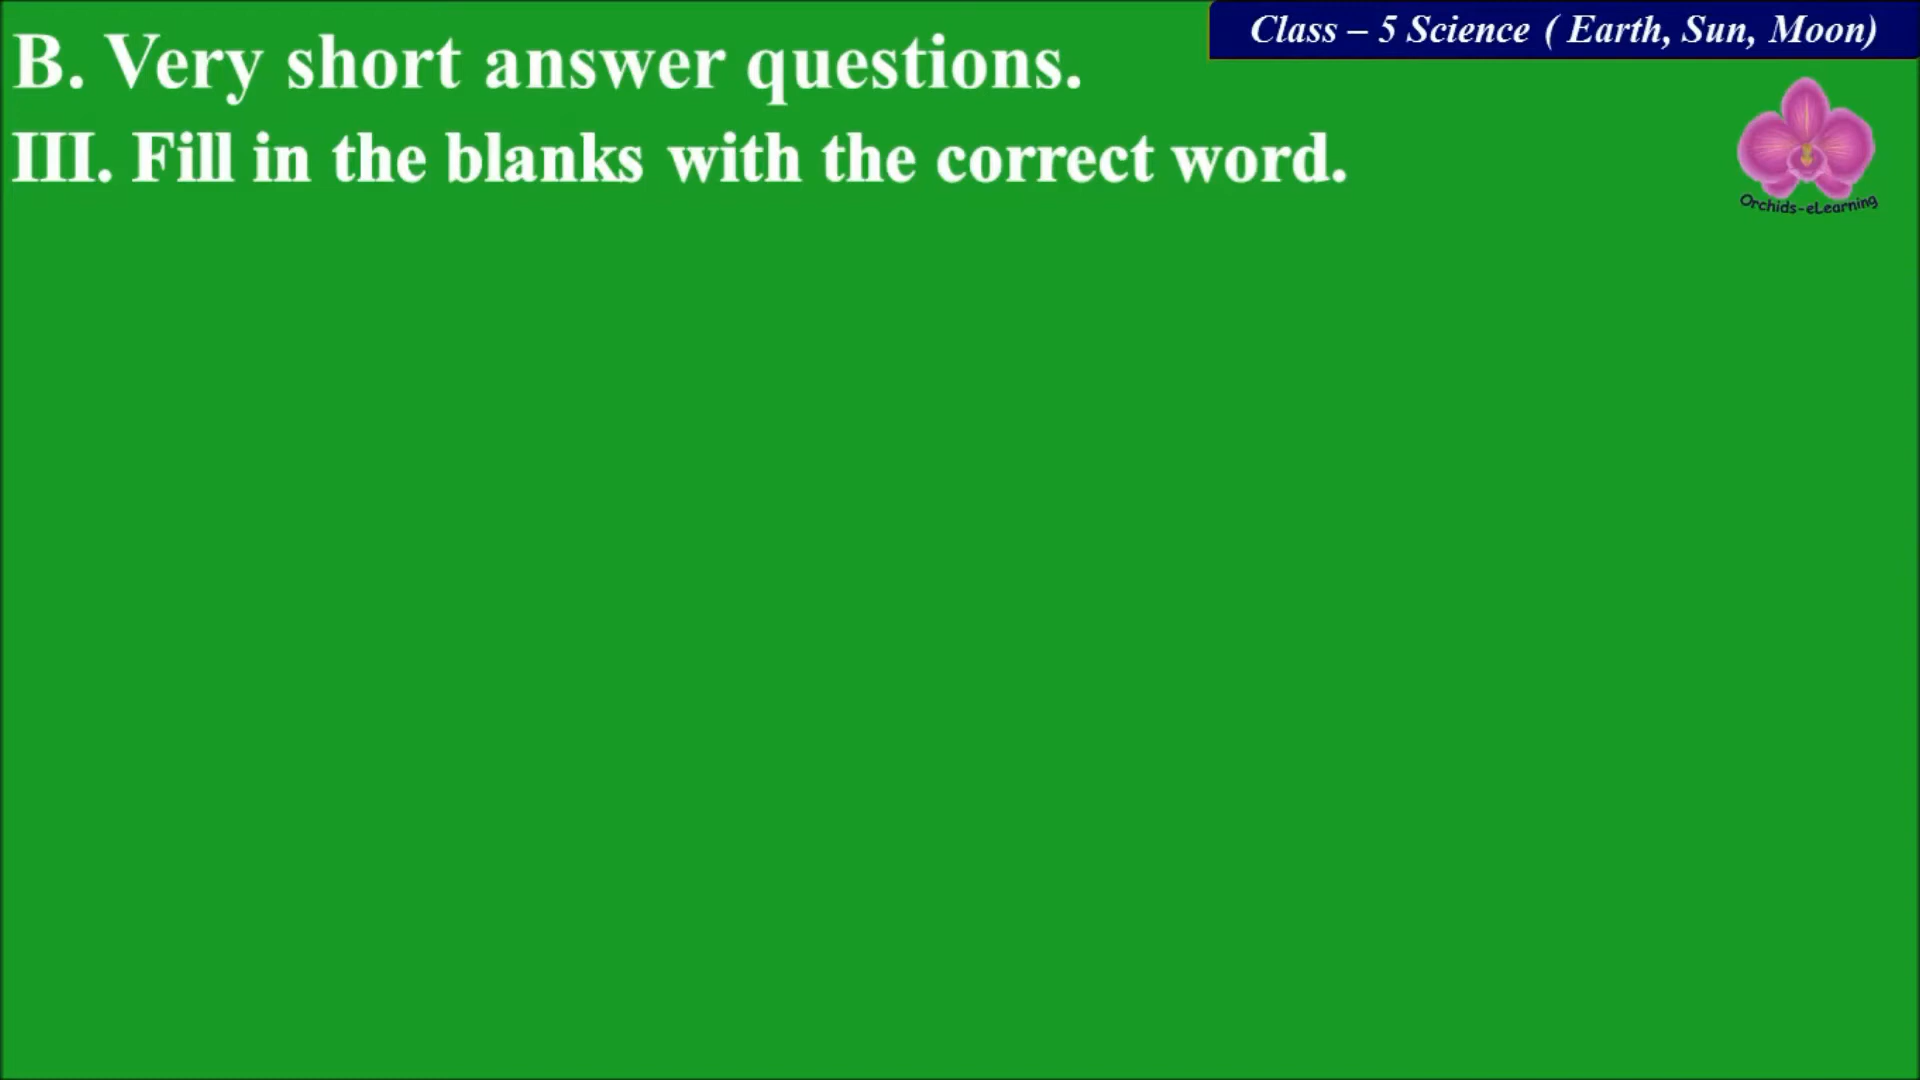 Class – 5 Science ( Earth, Sun, Moon)
B. Very short answer questions.
III. Fill in the blanks with the correct word.
Orchids-eLearning